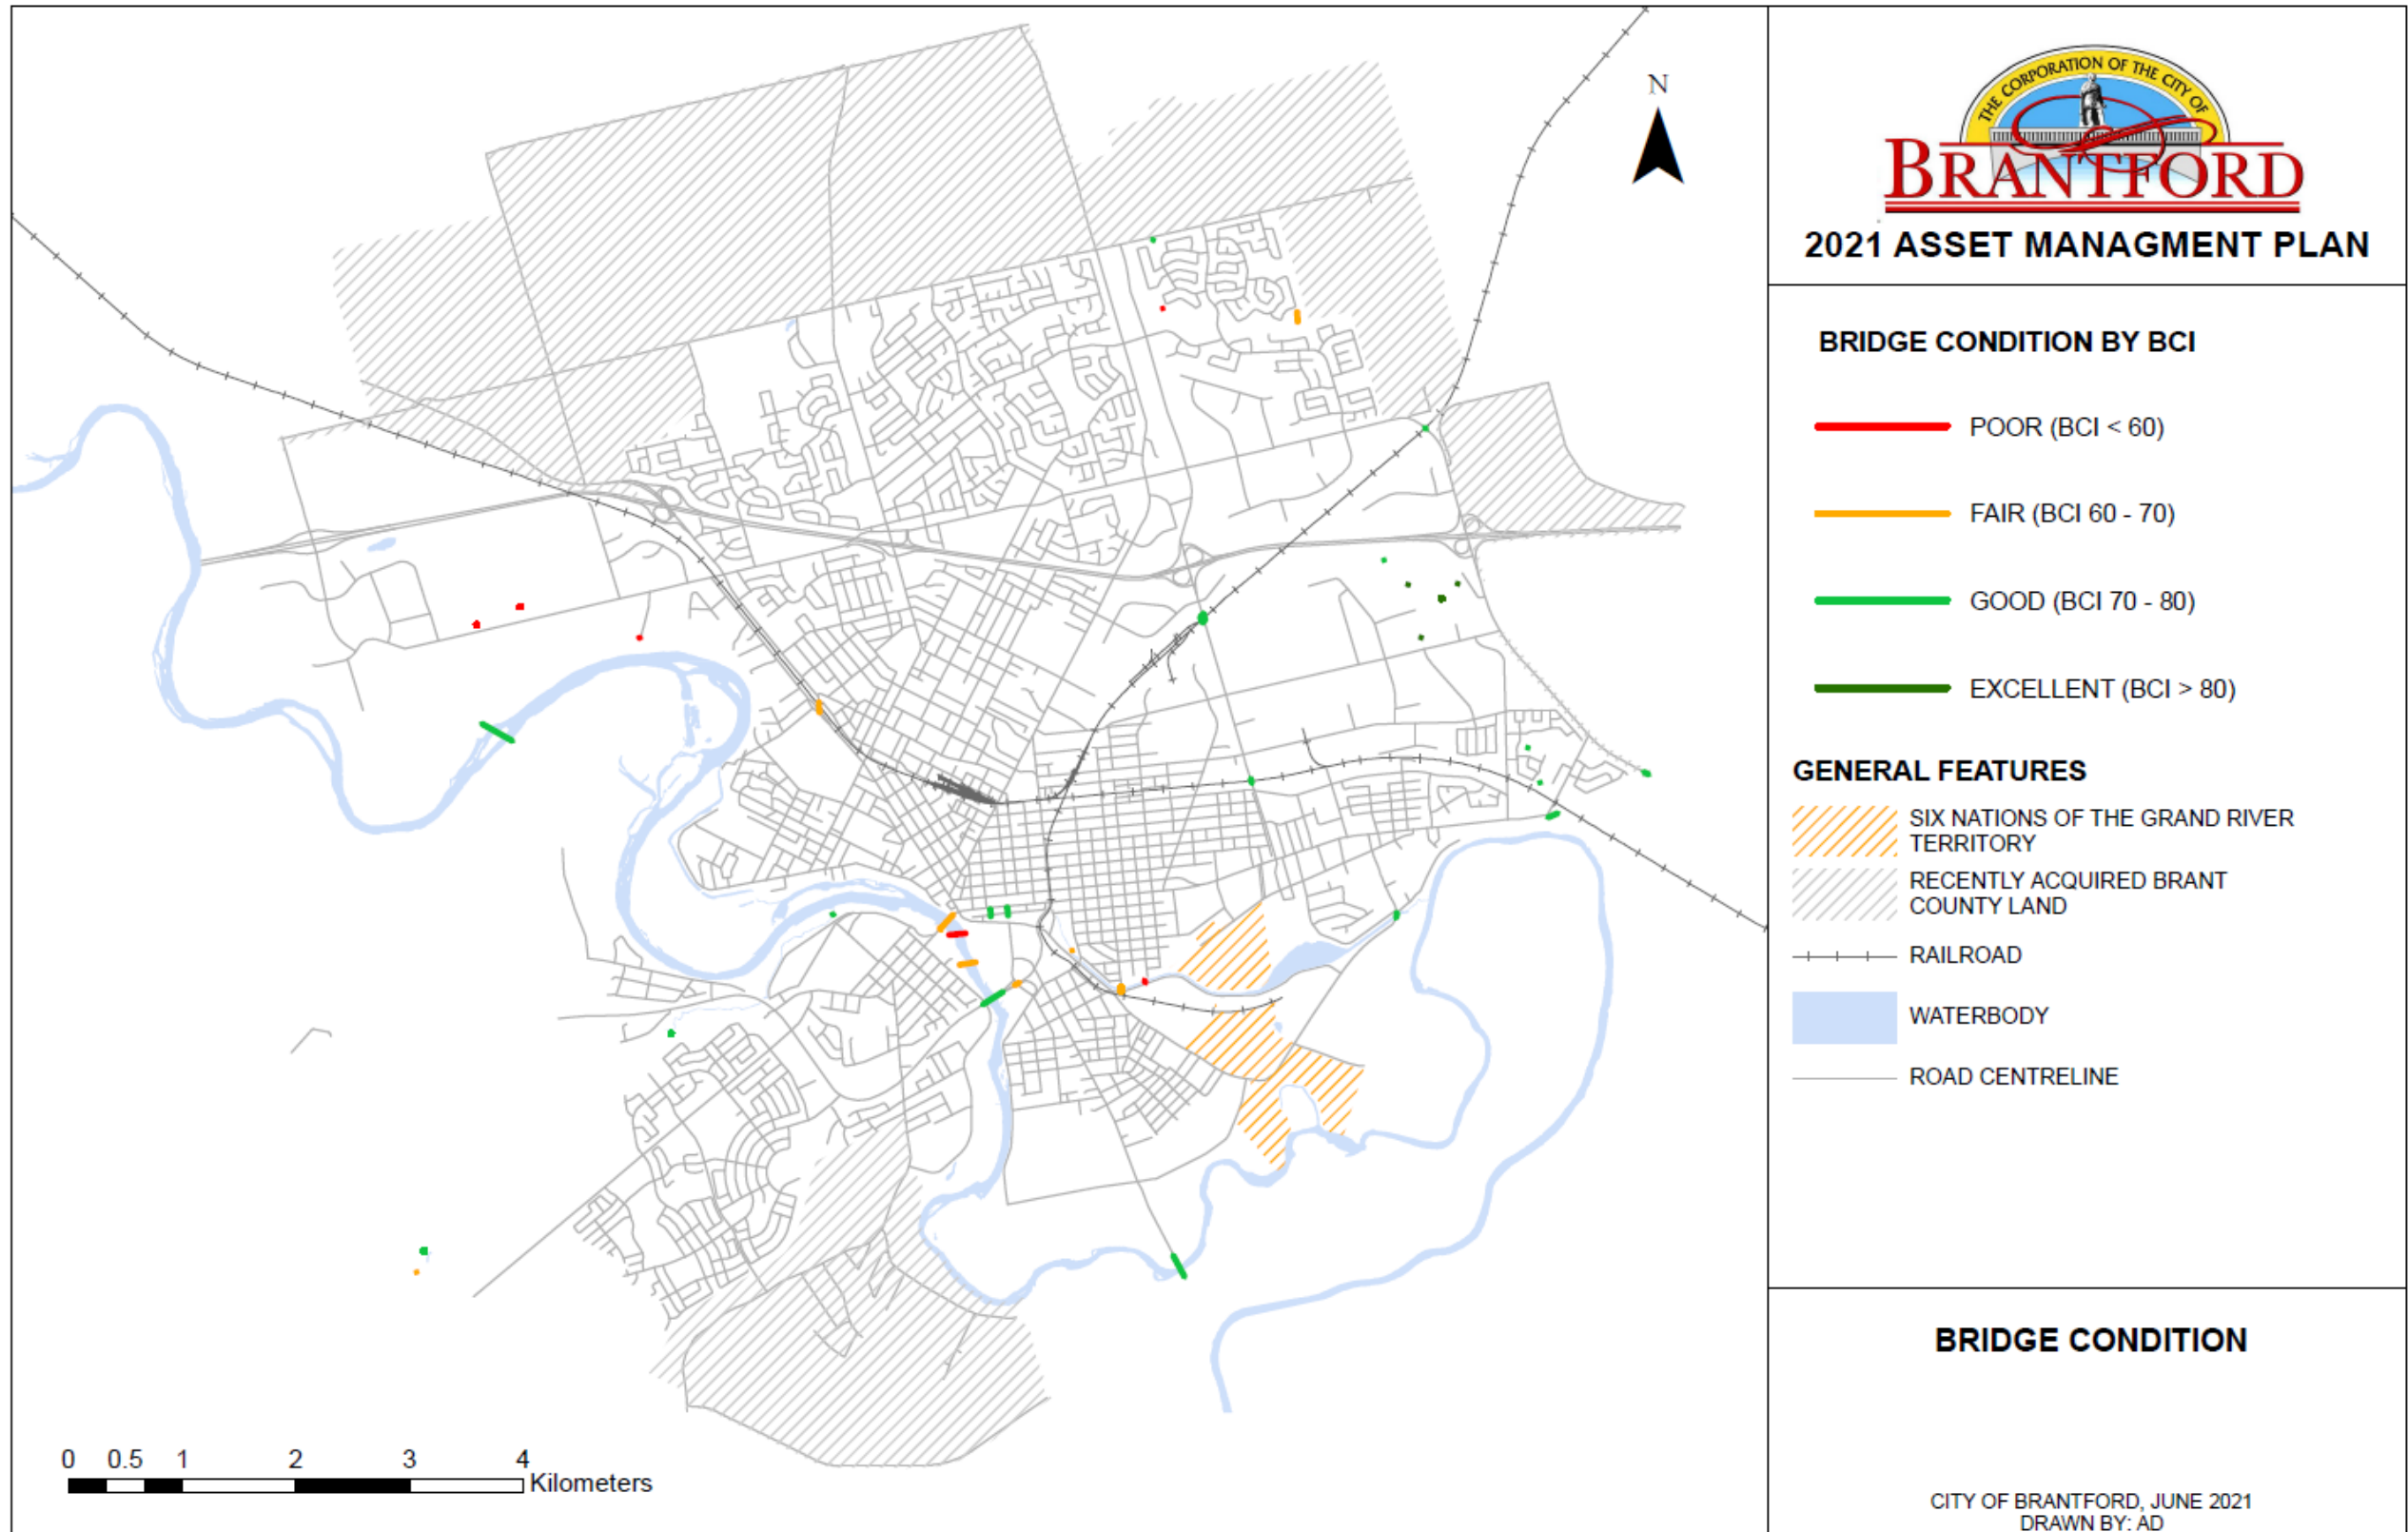 THE CORPORATION OF THE CITY OF
BRANTFORD
2021 ASSET MANAGMENT PLAN
N
BRIDGE CONDITION BY BCI
POOR (BCI < 60)
FAIR (BCI 60 - 70)
GOOD (BCI 70 - 80)
EXCELLENT (BCI > 80)
GENERAL FEATURES
SIX NATIONS OF THE GRAND RIVER
TERRITORY
RECENTLY ACQUIRED BRANT
COUNTY LAND
RAILROAD
WATERBODY
ROAD CENTRELINE
BRIDGE CONDITION
0 0.5 1 2 3 4
Kilometers
CITY OF BRANTFORD, JUNE 2021
DRAWN BY: AD